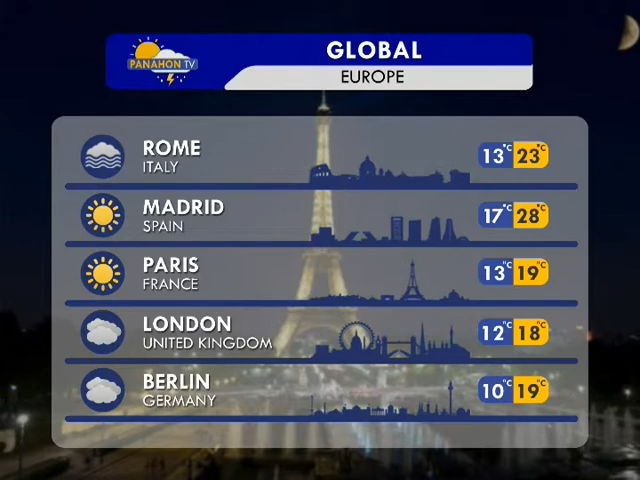 PANAHON TV
GLOBAL
EUROPE
ROME
ITALY
13°C 23°C
MADRID
SPAIN
17°C 28°C
PARIS
FRANCE
13°C 19°C
LONDON
UNITED KINGDOM
12°C 18°C
BERLIN
GERMANY
10°C 19°C